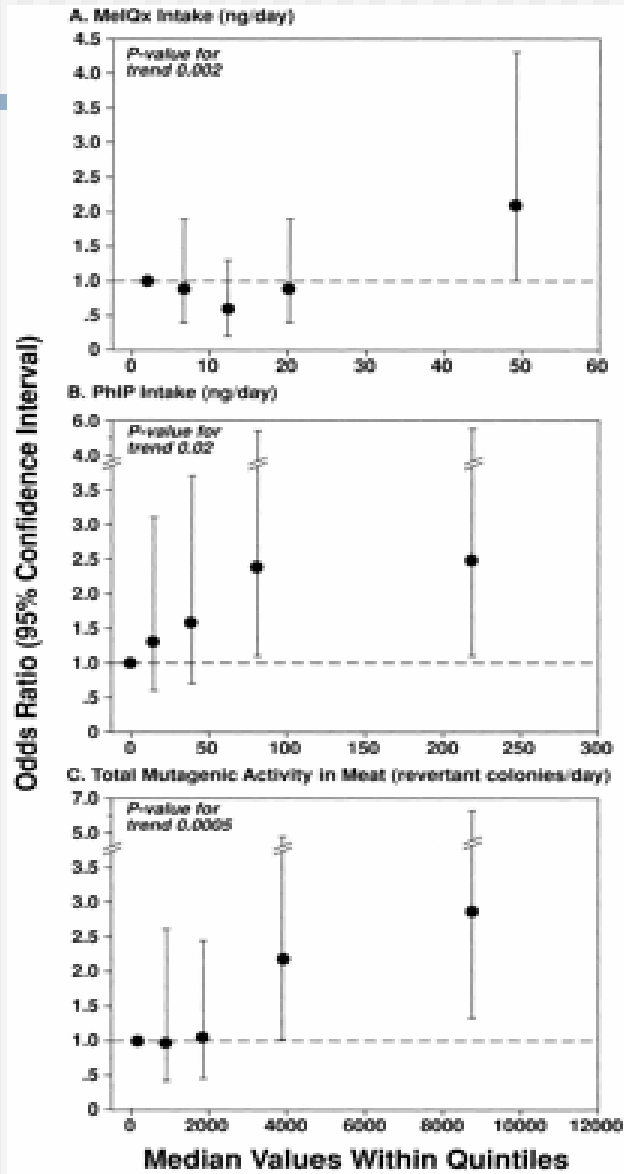 A. MeIQx Intake (ng/day)
P-value for
trend 0.002
4.5
4.0
3.5
3.0
2.5
2.0
1.5
1.0
.5
0
0 10 20 30 40 50 60
B. PhIP Intake (ng/day)
P-value for
trend 0.02
6.0
4.0
3.5
3.0
2.5
2.0
1.5
1.0
.5
0
0 50 100 150 200 250 300
C. Total Mutagenic Activity in Meat (revertant colonies/day)
P-value for
trend 0.0005
7.0
5.0
3.5
3.0
2.5
2.0
1.5
1.0
.5
0
0 2000 4000 6000 8000 10000 12000
Odds Ratio (95% Confidence Interval)
Median Values Within Quintiles